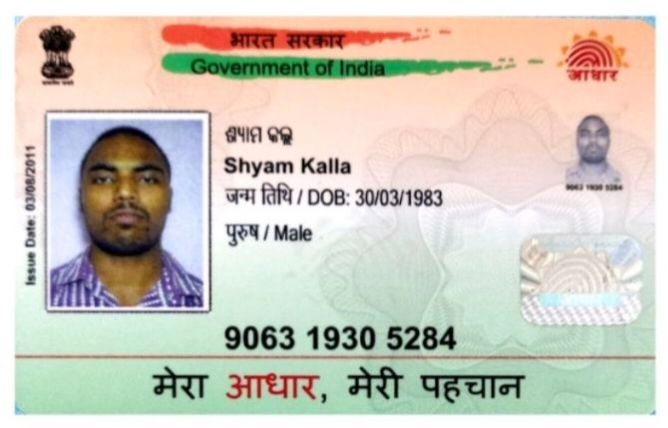 भारत सरकार
Government of India
आधार
ଶ୍ୟାମ କଲ୍ଲ
Shyam Kalla
जन्म तिथि / DOB: 30/03/1983
पुरुष / Male
Issue Date: 03/08/2011
9063 1930 5284
9063 1930 5284
मेरा आधार, मेरी पहचान